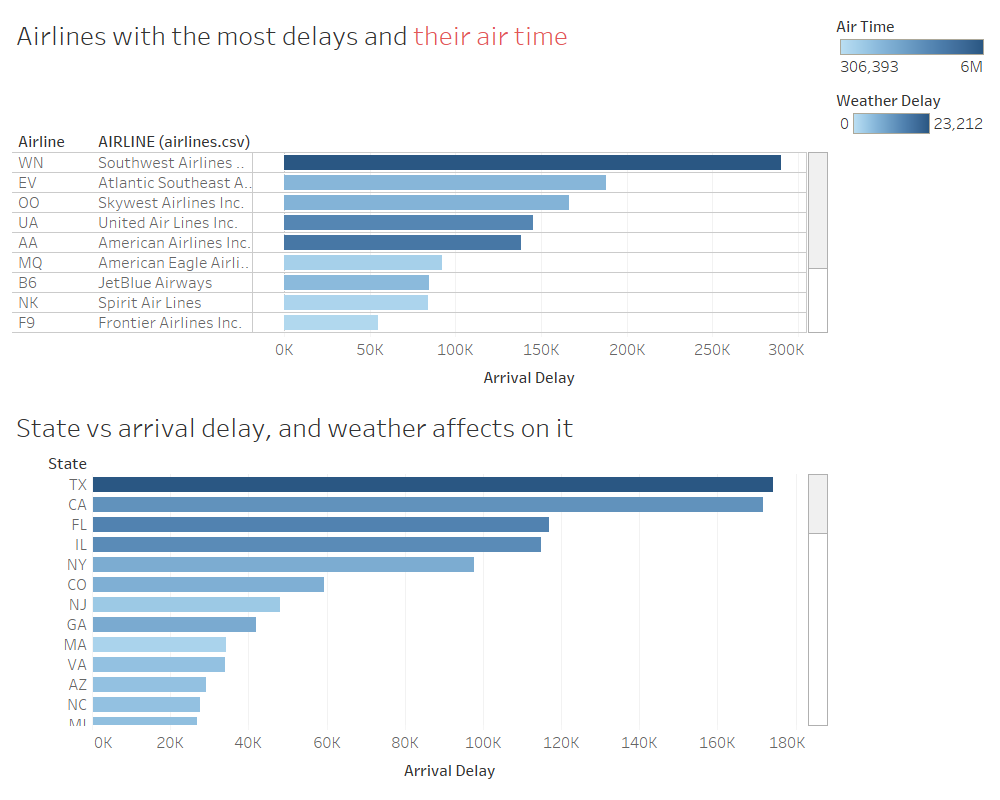 Airlines with the most delays and their air time
Air Time
306,393 6M
Weather Delay
0 23,212
Airline AIRLINE (airlines.csv)
WN Southwest Airlines ..
EV Atlantic Southeast A..
OO Skywest Airlines Inc.
UA United Air Lines Inc.
AA American Airlines Inc.
MQ American Eagle Airli..
B6 JetBlue Airways
NK Spirit Air Lines
F9 Frontier Airlines Inc.
0K 50K 100K 150K 200K 250K 300K
Arrival Delay
State vs arrival delay, and weather affects on it
State
TX
CA
FL
IL
NY
CO
NJ
GA
MA
VA
AZ
NC
MI
0K 20K 40K 60K 80K 100K 120K 140K 160K 180K
Arrival Delay